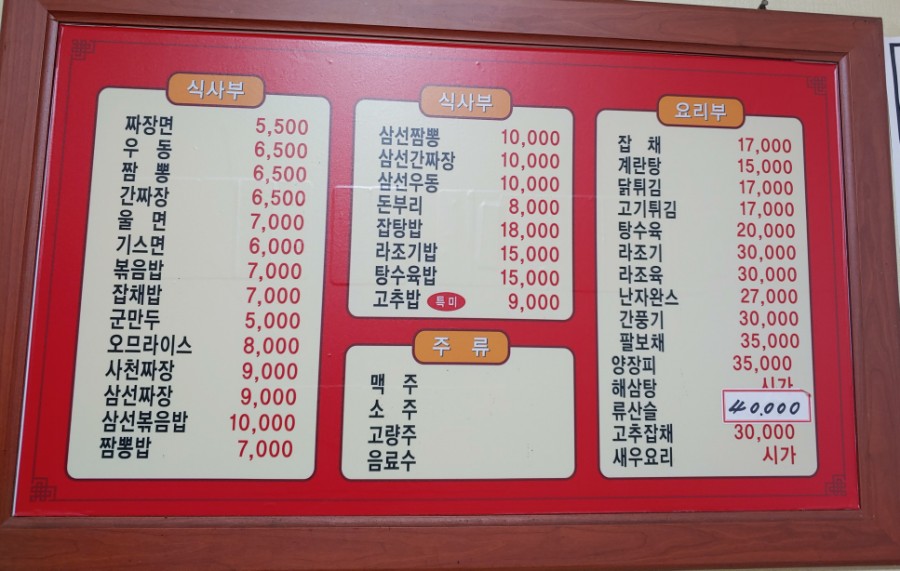 식사부
짜장면 5,500
우 동 6,500
짬 뽕 6,500
간짜장 6,500
울 면 7,000
기스면 6,000
볶음밥 7,000
잡채밥 7,000
군만두 5,000
오므라이스 8,000
사천짜장 9,000
삼선짜장 9,000
삼선볶음밥 10,000
짬뽕밥 7,000
식사부
삼선짬뽕 10,000
삼선간짜장 10,000
삼선우동 10,000
돈부리 8,000
잡탕밥 18,000
라조기밥 15,000
탕수육밥 15,000
고추밥 특미 9,000
주 류
맥 주
소 주
고량주
음료수
요리부
잡 채 17,000
계란탕 15,000
닭튀김 17,000
고기튀김 17,000
탕수육 20,000
라조기 30,000
라조육 30,000
난자완스 27,000
깐풍기 30,000
팔보채 35,000
양장피 35,000
해삼탕 시가
류산슬 40.000
고추잡채 30,000
새우요리 시가